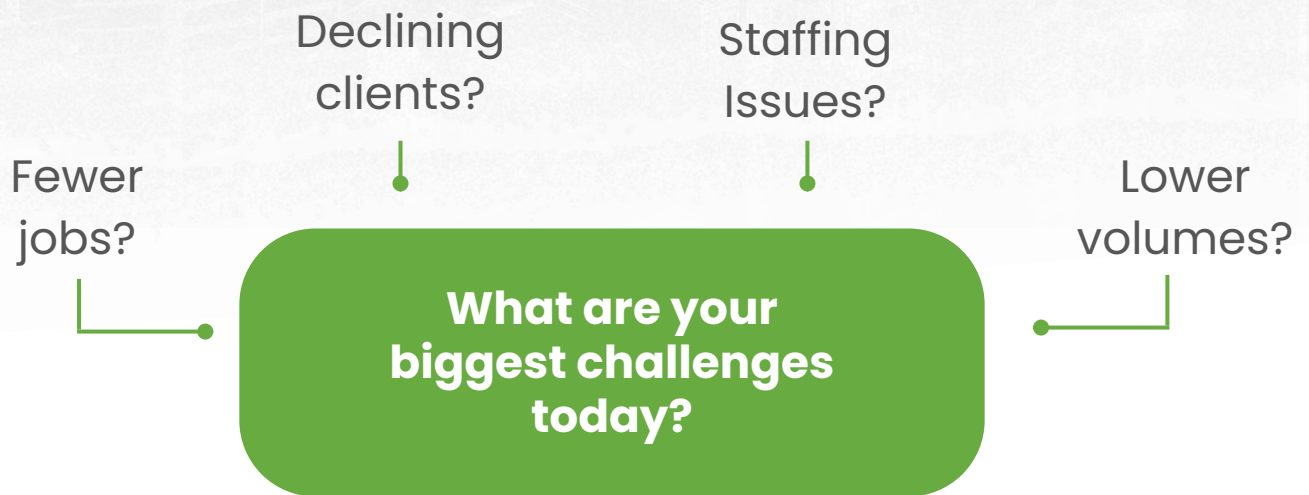 Declining
clients?
Staffing
Issues?
Fewer
jobs?
Lower
volumes?
What are your
biggest challenges
today?